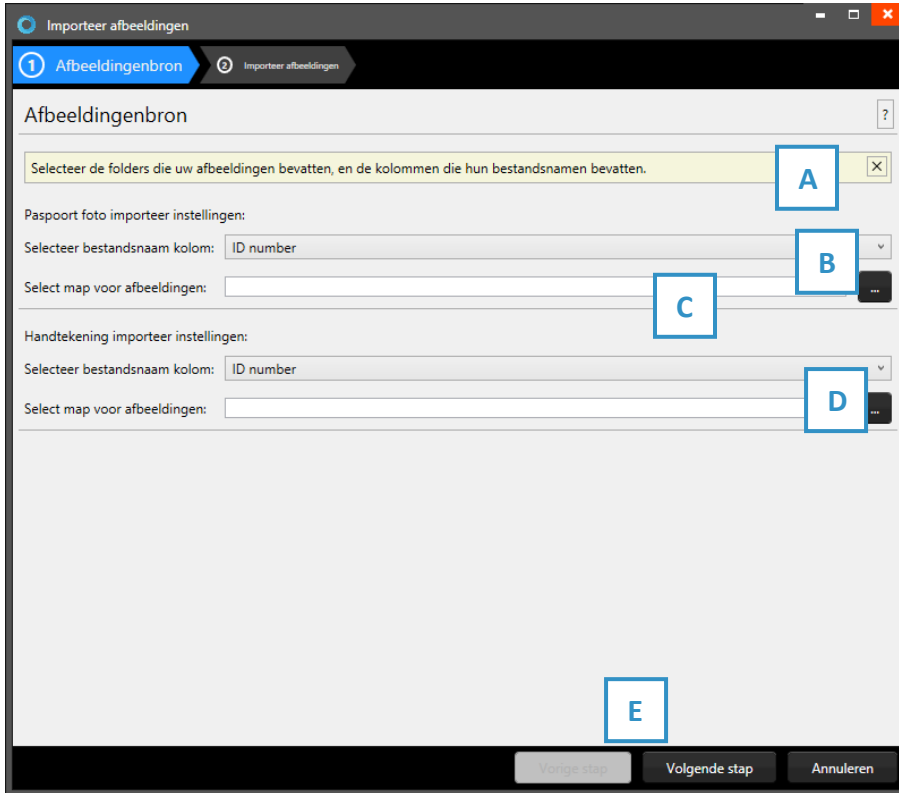 Importeer afbeeldingen
1 Afbeeldingenbron 2 Importeer afbeeldingen
Afbeeldingenbron ?
Selecteer de folders die uw afbeeldingen bevatten, en de kolommen die hun bestandsnamen bevatten.
A
Paspoort foto importeer instellingen:
Selecteer bestandsnaam kolom: ID number
B
Select map voor afbeeldingen: ...
C
Handtekening importeer instellingen:
Selecteer bestandsnaam kolom: ID number
D
Select map voor afbeeldingen: ...
E
Vorige stap Volgende stap Annuleren